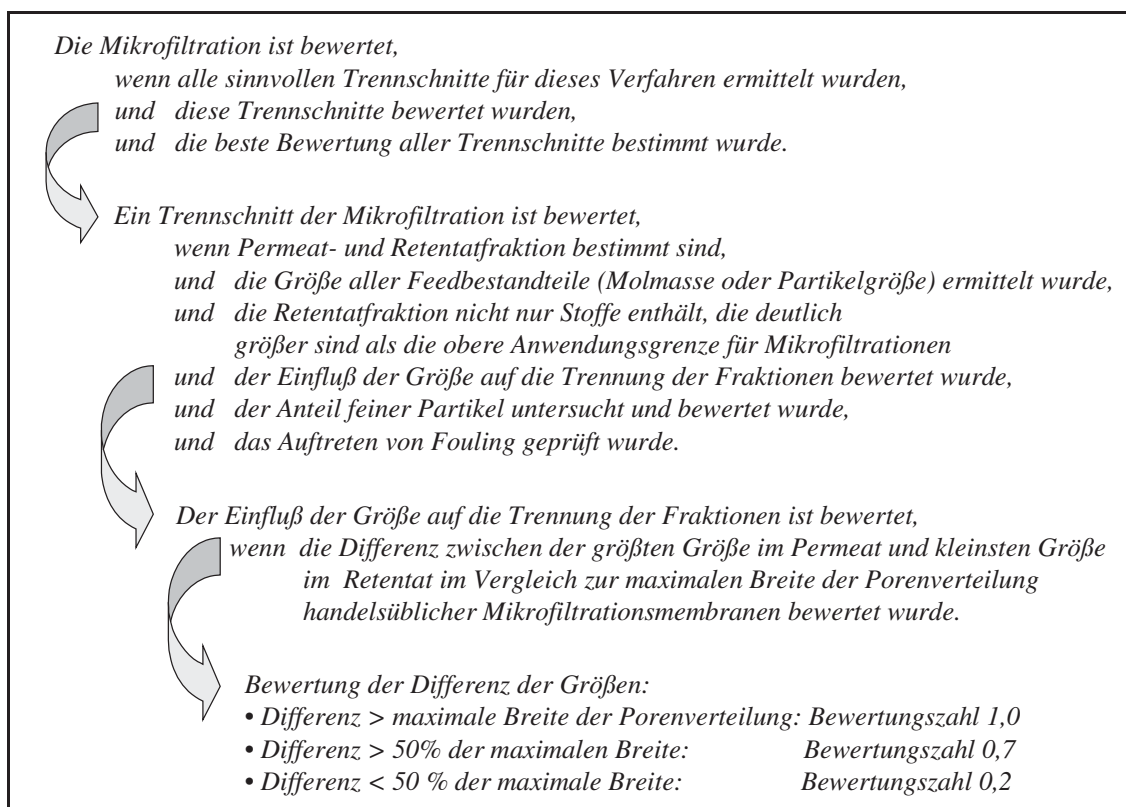 Die Mikrofiltration ist bewertet,
wenn alle sinnvollen Trennschnitte für dieses Verfahren ermittelt wurden,
und diese Trennschnitte bewertet wurden,
und die beste Bewertung aller Trennschnitte bestimmt wurde.
Ein Trennschnitt der Mikrofiltration ist bewertet,
wenn Permeat- und Retentatfraktion bestimmt sind,
und die Größe aller Feedbestandteile (Molmasse oder Partikelgröße) ermittelt wurde,
und die Retentatfraktion nicht nur Stoffe enthält, die deutlich
größer sind als die obere Anwendungsgrenze für Mikrofiltrationen
und der Einfluß der Größe auf die Trennung der Fraktionen bewertet wurde,
und der Anteil feiner Partikel untersucht und bewertet wurde,
und das Auftreten von Fouling geprüft wurde.
Der Einfluß der Größe auf die Trennung der Fraktionen ist bewertet,
wenn die Differenz zwischen der größten Größe im Permeat und kleinsten Größe
im Retentat im Vergleich zur maximalen Breite der Porenverteilung
handelsüblicher Mikrofiltrationsmembranen bewertet wurde.
Bewertung der Differenz der Größen:
• Differenz > maximale Breite der Porenverteilung: Bewertungszahl 1,0
• Differenz > 50% der maximalen Breite: Bewertungszahl 0,7
• Differenz < 50 % der maximale Breite: Bewertungszahl 0,2